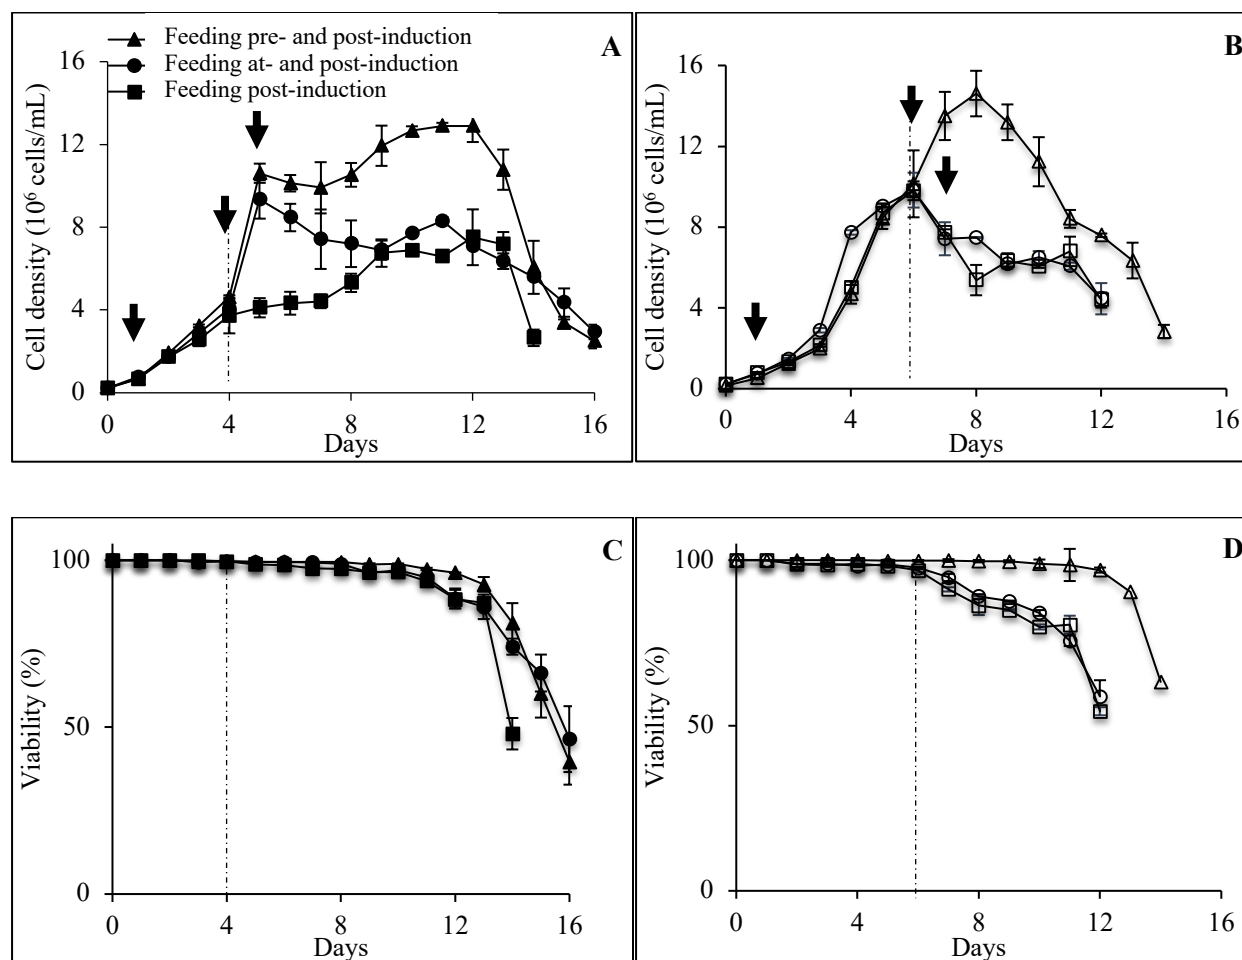 Feeding pre- and post-induction
Feeding at- and post-induction
Feeding post-induction
A
Cell density (10⁶ cells/mL)
16
12
8
4
0
0 4 8 12 16
Days
B
Cell density (10⁶ cells/mL)
16
12
8
4
0
0 4 8 12 16
Days
C
Viability (%)
100
50
0
0 4 8 12 16
Days
D
Viability (%)
100
50
0
0 4 8 12 16
Days